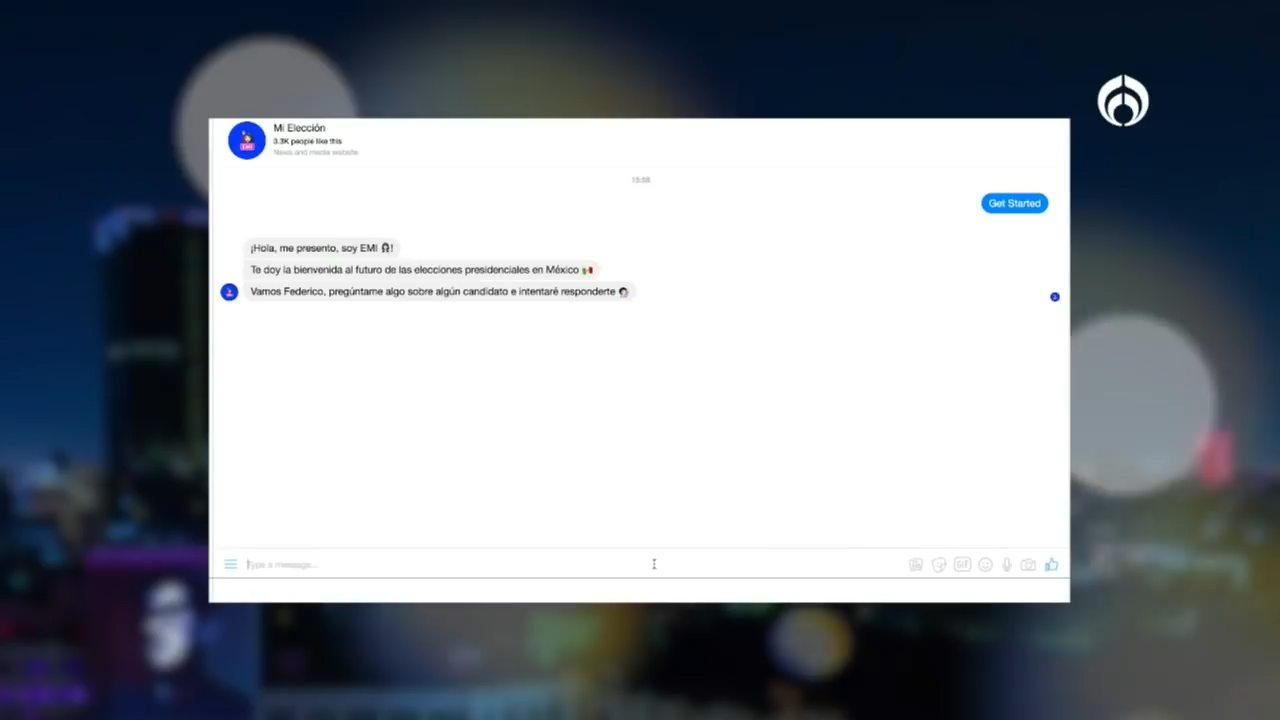 Mi Elección
3.3K people like this
News and media website
15:58
Get Started
¡Hola, me presento, soy EMI !
Te doy la bienvenida al futuro de las elecciones presidenciales en México 🇲🇽
Vamos Federico, pregúntame algo sobre algún candidato e intentaré responderte
Type a message...
GIF